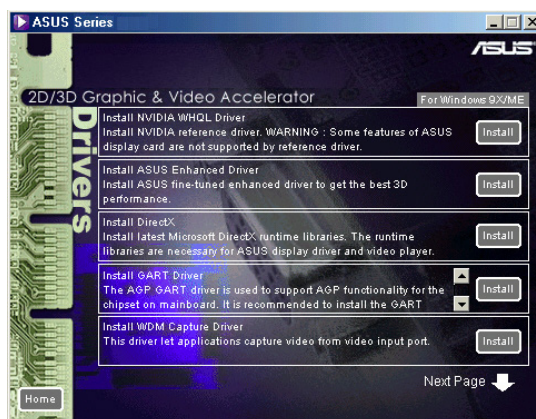 ASUS Series
ASUS
2D/3D Graphic & Video Accelerator
For Windows 9X/ME
Drivers
Install NVIDIA WHQL Driver
Install NVIDIA reference driver. WARNING : Some features of ASUS
display card are not supported by reference driver.
Install
Install ASUS Enhanced Driver
Install ASUS fine-tuned enhanced driver to get the best 3D
performance.
Install
Install DirectX
Install latest Microsoft DirectX runtime libraries. The runtime
libraries are necessary for ASUS display driver and video player.
Install
Install GART Driver
The AGP GART driver is used to support AGP functionality for the
chipset on mainboard. It is recommended to install the GART
Install
Install WDM Capture Driver
This driver let applications capture video from video input port.
Install
Next Page
Home